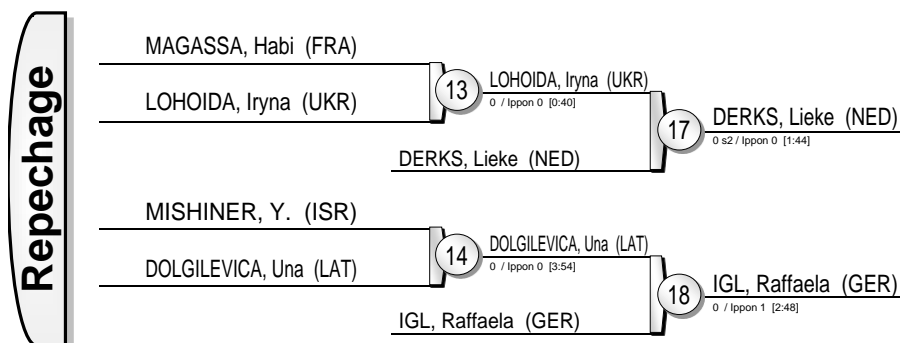 Repechage
MAGASSA, Habi (FRA)
LOHOIDA, Iryna (UKR)
13
LOHOIDA, Iryna (UKR)
0 / Ippon 0 [0:40]
DERKS, Lieke (NED)
17
DERKS, Lieke (NED)
0 s2 / Ippon 0 [1:44]
MISHINER, Y. (ISR)
DOLGILEVICA, Una (LAT)
14
DOLGILEVICA, Una (LAT)
0 / Ippon 0 [3:54]
IGL, Raffaela (GER)
18
IGL, Raffaela (GER)
0 / Ippon 1 [2:48]